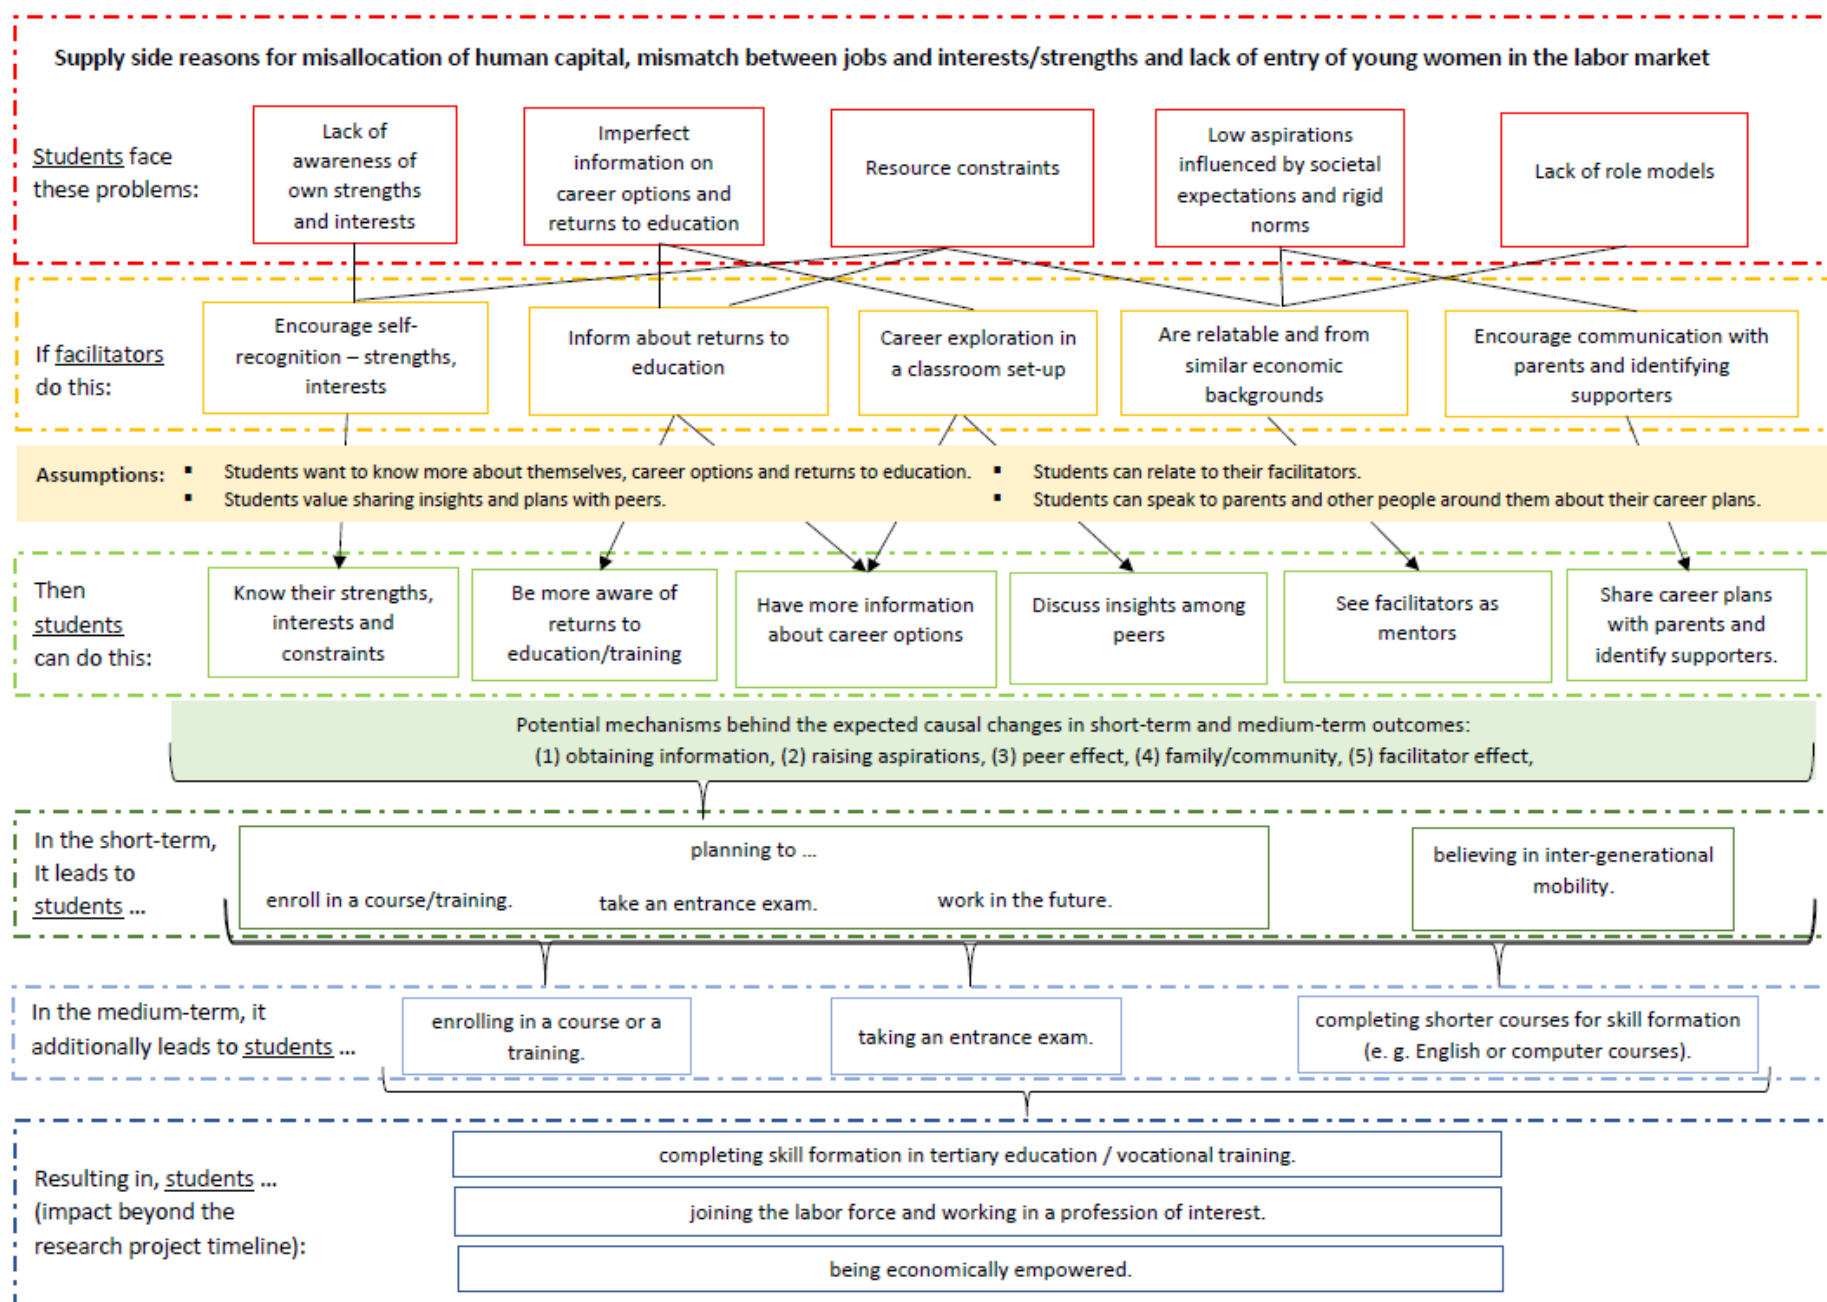 Supply side reasons for misallocation of human capital, mismatch between jobs and interests/strengths and lack of entry of young women in the labor market
Students face
these problems:
Lack of
awareness of
own strengths
and interests
Imperfect
information on
career options and
returns to education
Resource constraints
Low aspirations
influenced by societal
expectations and rigid
norms
Lack of role models
If facilitators
do this:
Encourage self-
recognition – strengths,
interests
Inform about returns to
education
Career exploration in
a classroom set-up
Are relatable and from
similar economic
backgrounds
Encourage communication with
parents and identifying
supporters
Assumptions:
▪ Students want to know more about themselves, career options and returns to education.
▪ Students value sharing insights and plans with peers.
▪ Students can relate to their facilitators.
▪ Students can speak to parents and other people around them about their career plans.
Then
students
can do this:
Know their strengths,
interests and
constraints
Be more aware of
returns to
education/training
Have more information
about career options
Discuss insights among
peers
See facilitators as
mentors
Share career plans
with parents and
identify supporters.
Potential mechanisms behind the expected causal changes in short-term and medium-term outcomes:
(1) obtaining information, (2) raising aspirations, (3) peer effect, (4) family/community, (5) facilitator effect,
In the short-term,
It leads to
students ...
planning to ...
enroll in a course/training.
take an entrance exam.
work in the future.
believing in inter-generational
mobility.
In the medium-term, it
additionally leads to students ...
enrolling in a course or a
training.
taking an entrance exam.
completing shorter courses for skill formation
(e. g. English or computer courses).
Resulting in, students ...
(impact beyond the
research project timeline):
completing skill formation in tertiary education / vocational training.
joining the labor force and working in a profession of interest.
being economically empowered.